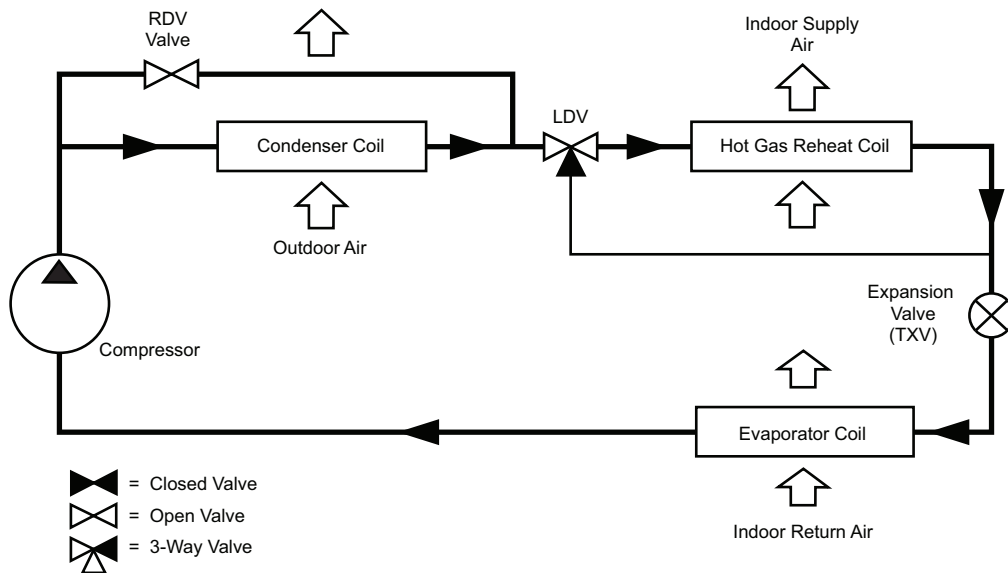 RDV
Valve
Indoor Supply
Air
LDV
Condenser Coil
Hot Gas Reheat Coil
Outdoor Air
Compressor
Expansion
Valve
(TXV)
Evaporator Coil
Indoor Return Air
= Closed Valve
= Open Valve
= 3-Way Valve